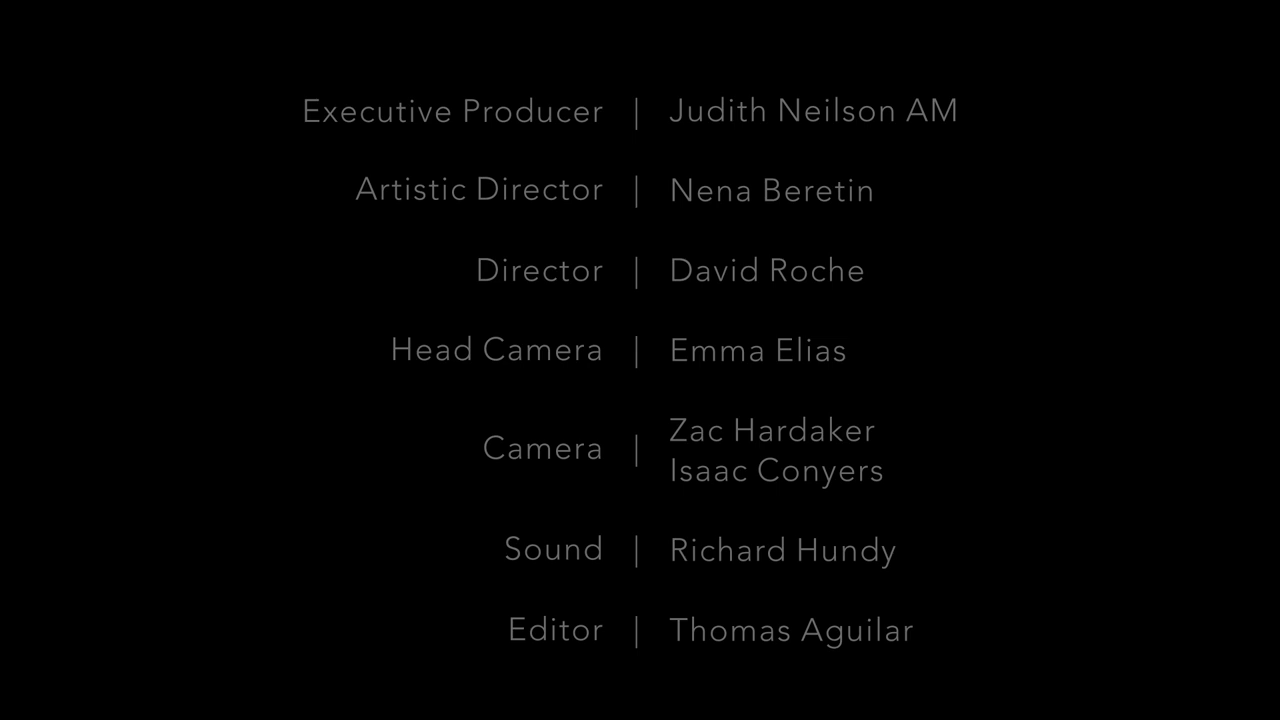 Executive Producer | Judith Neilson AM
Artistic Director | Nena Beretin
Director | David Roche
Head Camera | Emma Elias
Camera | Zac Hardaker
Isaac Conyers
Sound | Richard Hundy
Editor | Thomas Aguilar